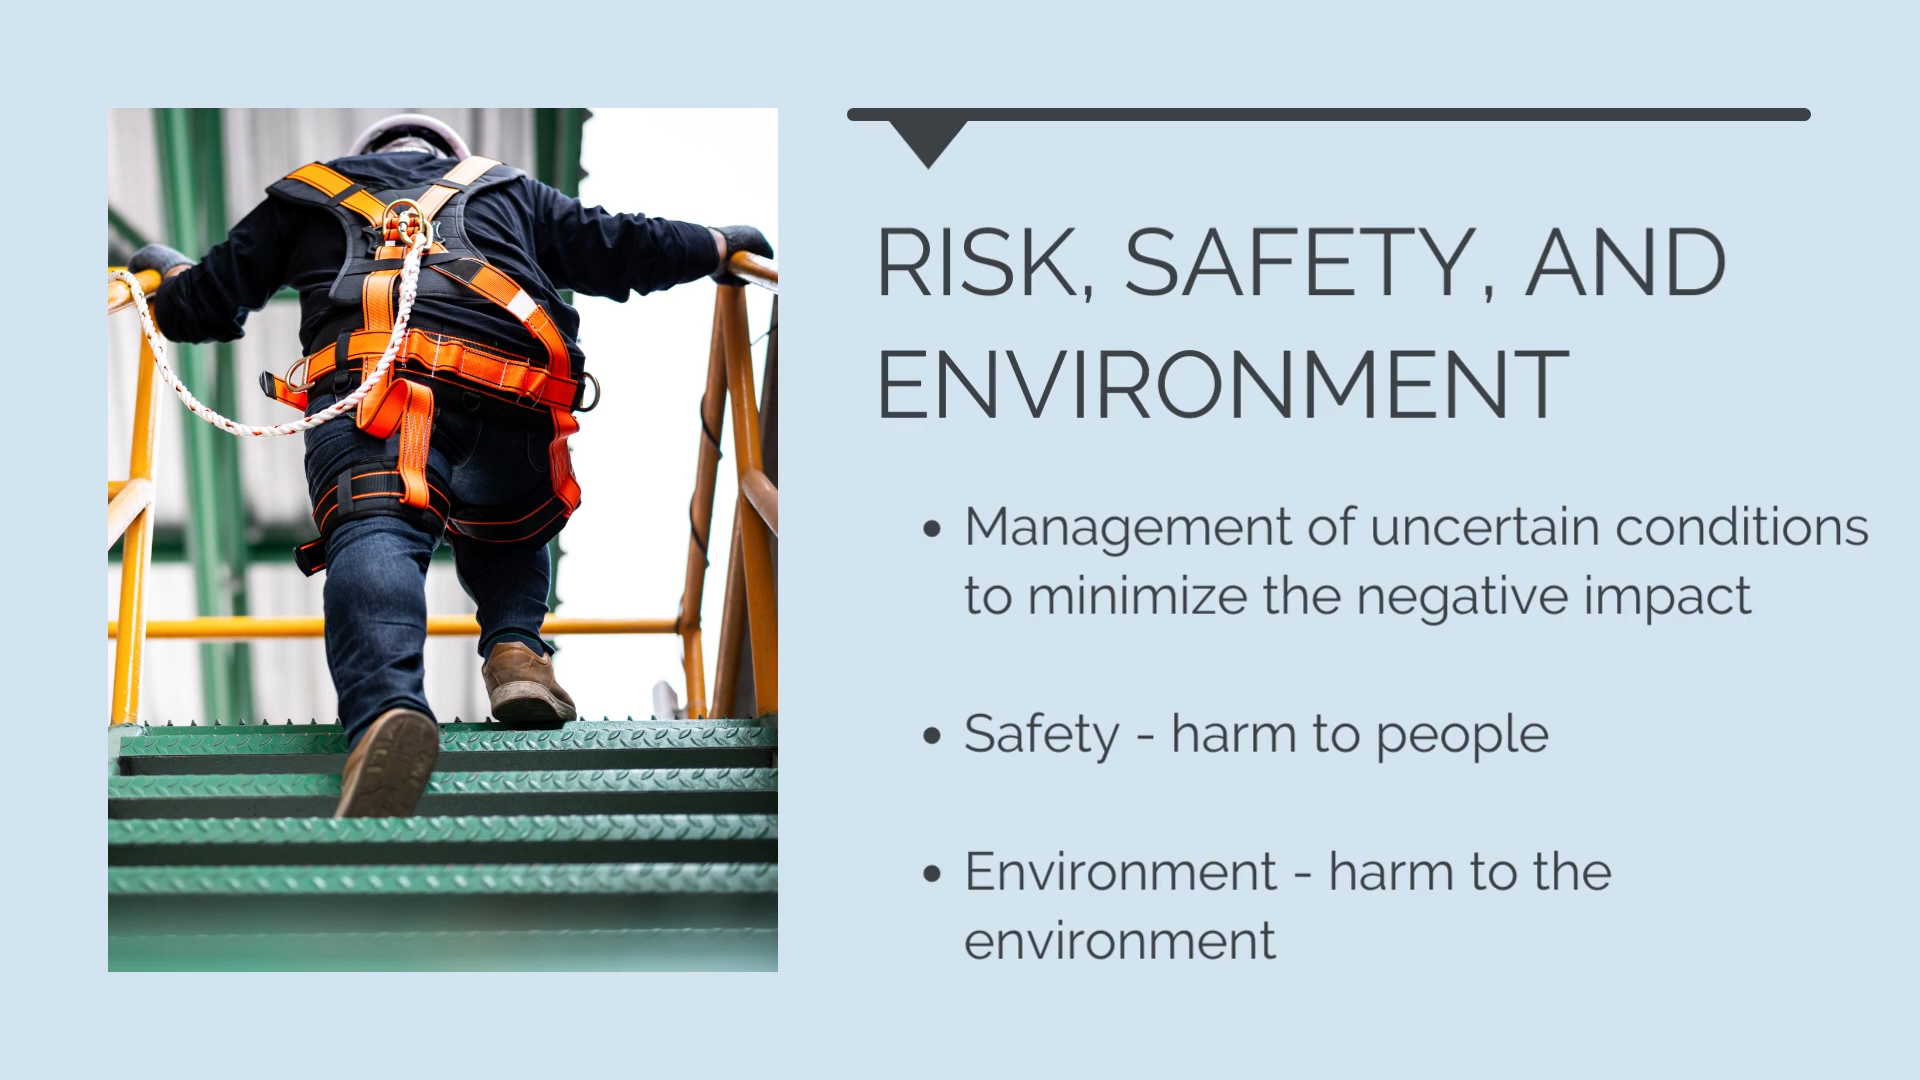 RISK, SAFETY, AND
ENVIRONMENT
• Management of uncertain conditions
to minimize the negative impact
• Safety - harm to people
• Environment - harm to the
environment